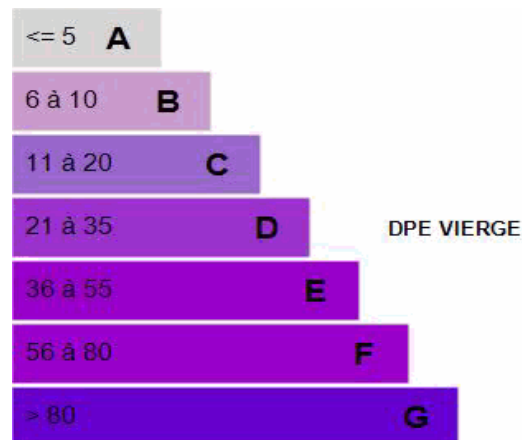 <= 5 A
6 à 10 B
11 à 20 C
21 à 35 D
DPE VIERGE
36 à 55 E
56 à 80 F
> 80 G